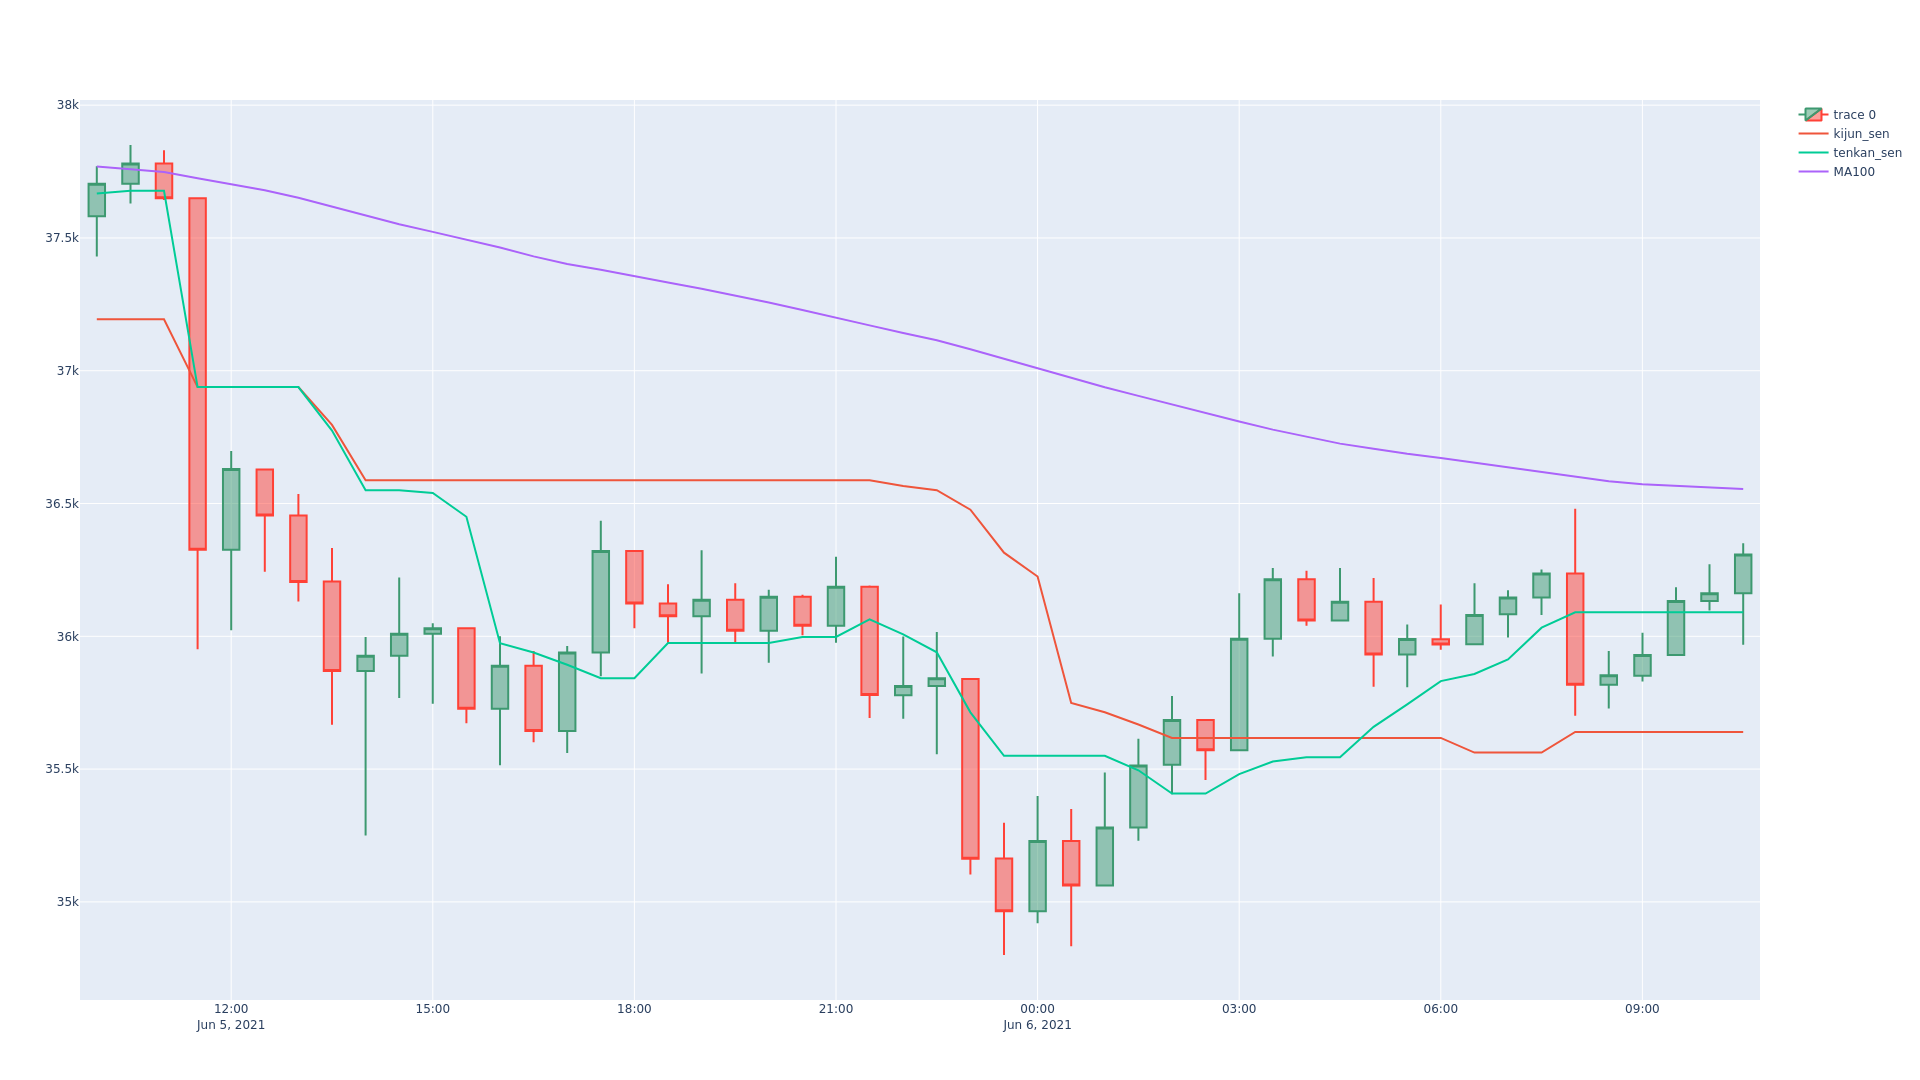 38k
37.5k
37k
36.5k
36k
35.5k
35k
12:00
Jun 5, 2021
15:00
18:00
21:00
00:00
Jun 6, 2021
03:00
06:00
09:00
trace 0
kijun_sen
tenkan_sen
MA100